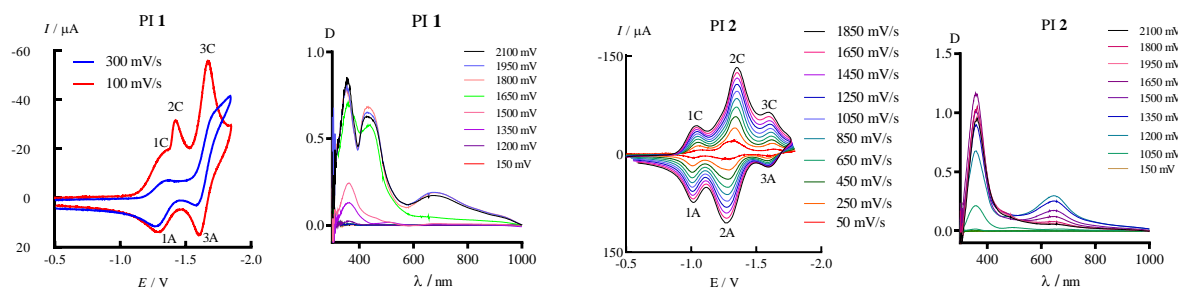 PI 1
I / μA
-60
-40
-20
0
20
300 mV/s
100 mV/s
1C
2C
3C
1A
3A
-0.5
-1.0
-1.5
-2.0
E / V
PI 1
D
1.0
0.5
0.0
2100 mV
1950 mV
1800 mV
1650 mV
1500 mV
1350 mV
1200 mV
150 mV
400
600
800
1000
λ / nm
PI 2
I / μA
-150
0
150
1C
2C
3C
1A
2A
3A
1850 mV/s
1650 mV/s
1450 mV/s
1250 mV/s
1050 mV/s
850 mV/s
650 mV/s
450 mV/s
250 mV/s
50 mV/s
-0.5
-1.0
-1.5
-2.0
E / V
PI 2
D
1.5
1.0
0.5
0.0
2100 mV
1800 mV
1950 mV
1650 mV
1500 mV
1350 mV
1200 mV
1050 mV
150 mV
400
600
800
1000
λ / nm